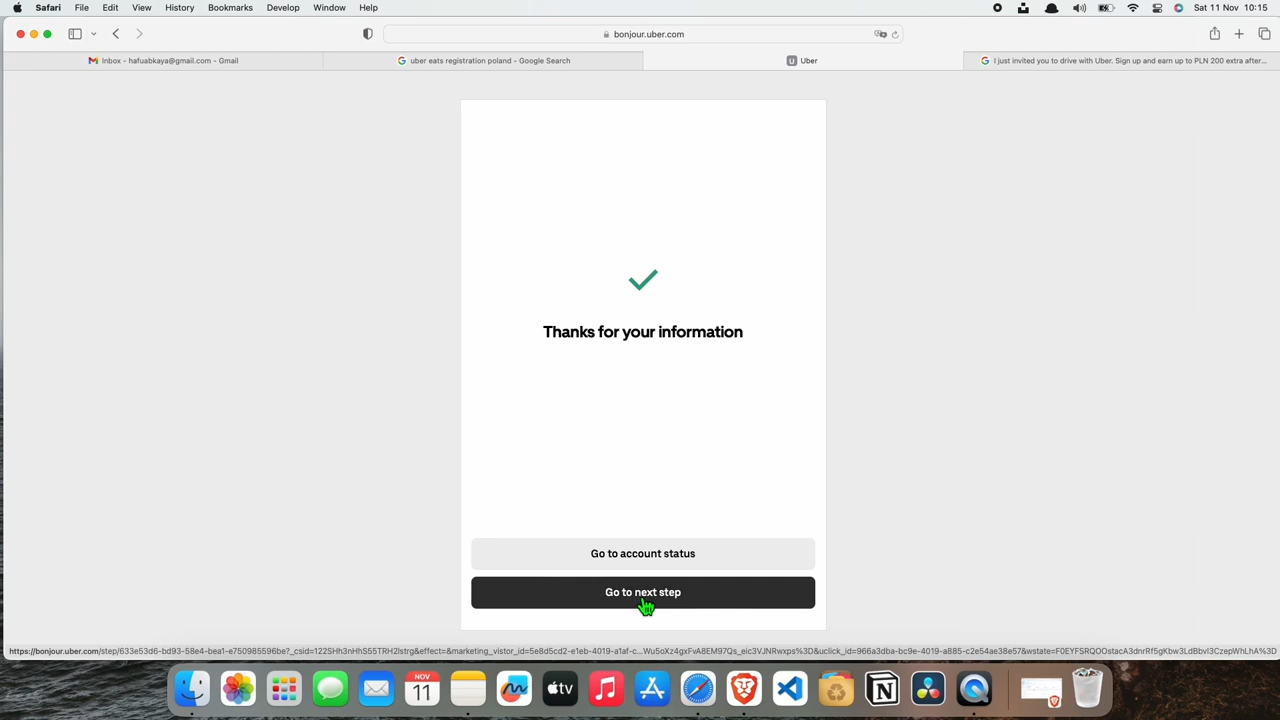 Safari File Edit View History Bookmarks Develop Window Help Sat 11 Nov 10:15
bonjour.uber.com
Inbox - hafuabkaya@gmail.com - Gmail
uber eats registration poland - Google Search
U Uber
I just invited you to drive with Uber. Sign up and earn up to PLN 200 extra after...
Thanks for your information
Go to account status
Go to next step
NOV
11
tv